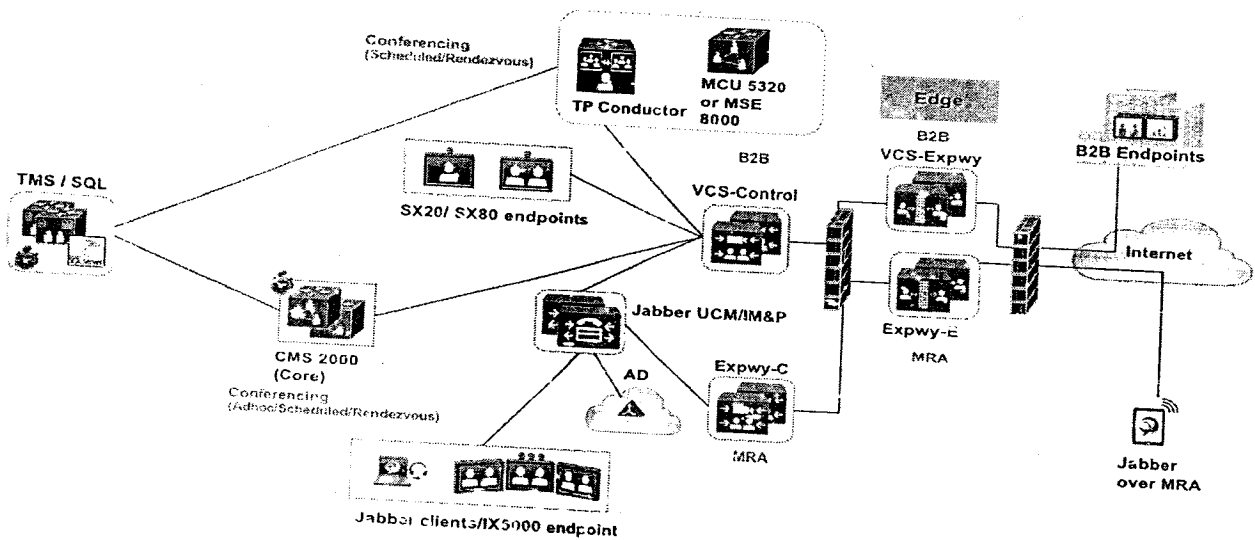 Conferencing
(Scheduled/Rendezvous)
TP Conductor
MCU 5320
or MSE
8000
Edge
B2B
VCS-Expwy
B2B Endpoints
B2B
VCS-Control
TMS / SQL
SX20/ SX80 endpoints
Internet
Jabber UCM/IM&P
Expwy-E
MRA
CMS 2000
(Core)
Conferencing
(Adhoc/Scheduled/Rendezvous)
AD
Expwy-C
MRA
Jabber
over MRA
Jabber clients/IX5000 endpoint